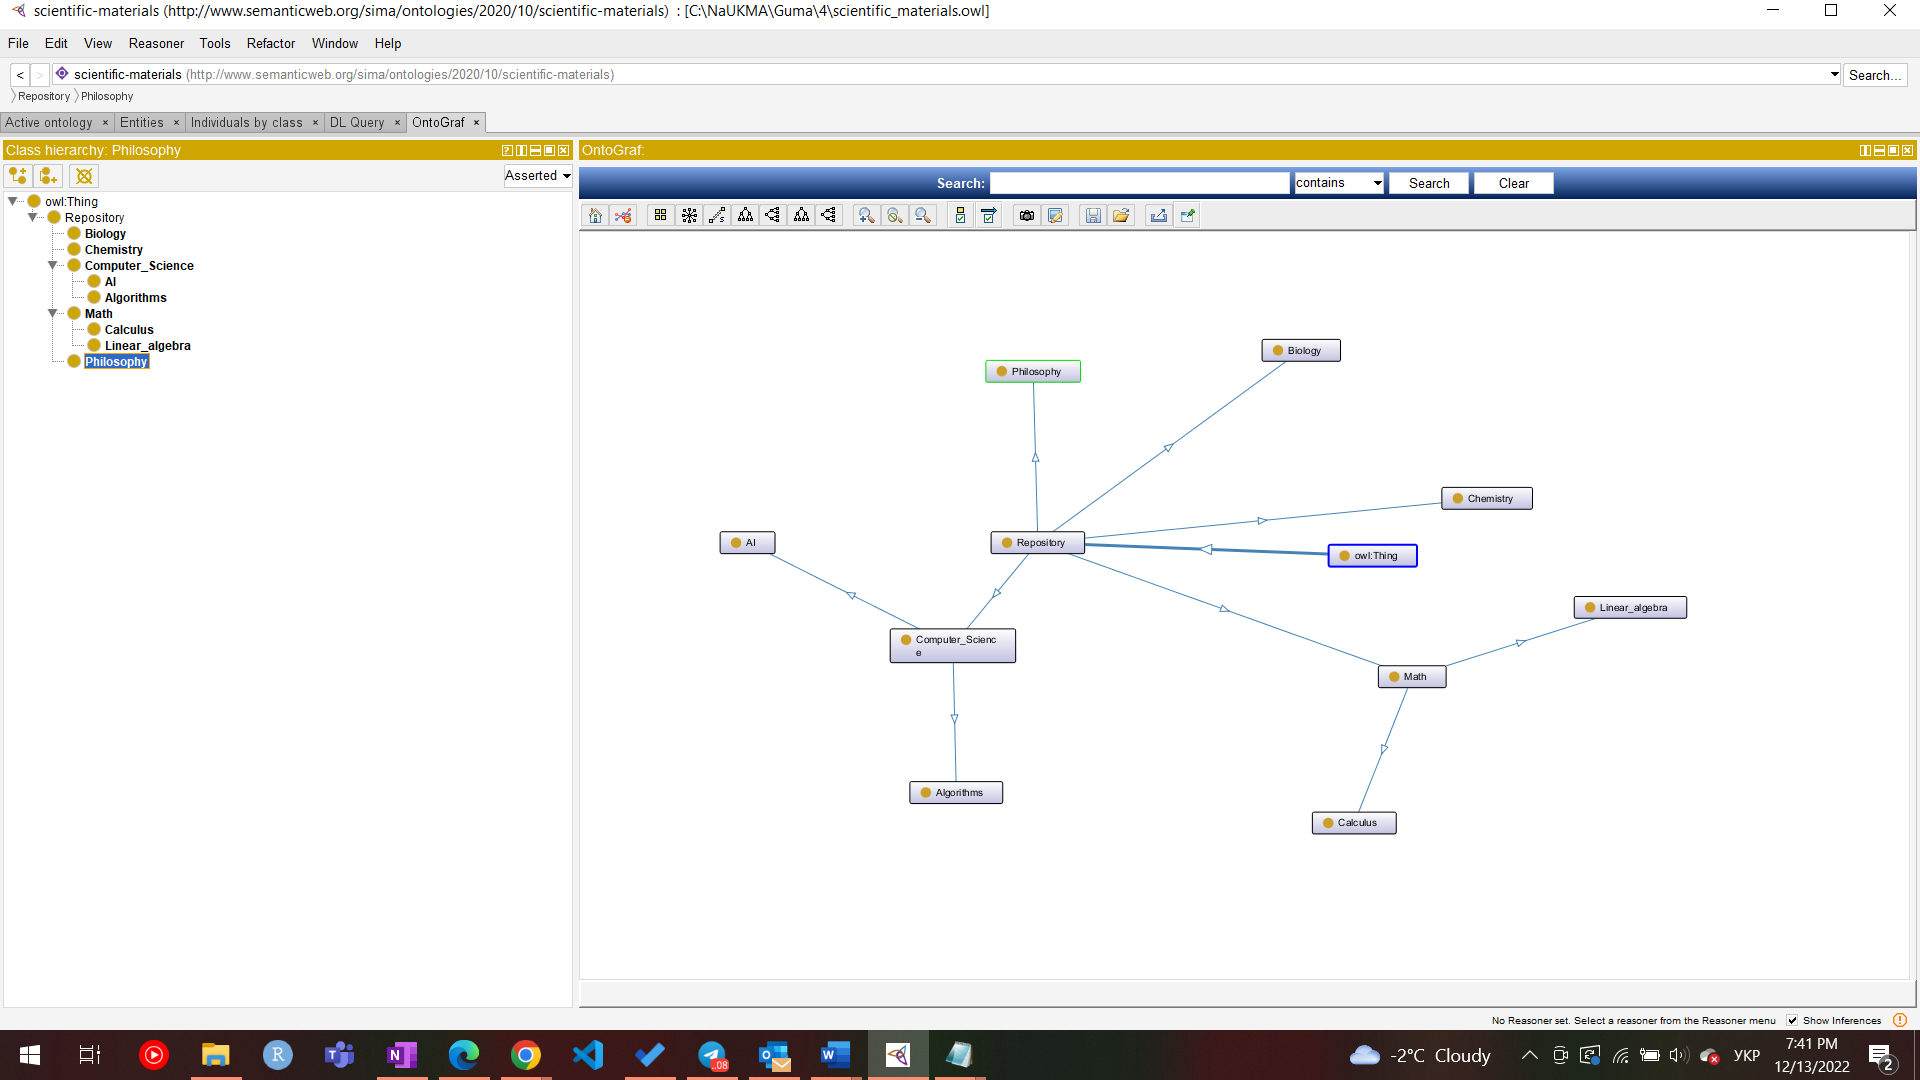 scientific-materials (http://www.semanticweb.org/sima/ontologies/2020/10/scientific-materials) : [C:\NaUKMA\Guma\4\scientific_materials.owl]
File Edit View Reasoner Tools Refactor Window Help
< > scientific-materials (http://www.semanticweb.org/sima/ontologies/2020/10/scientific-materials) Search...
Repository Philosophy
Active ontology × Entities × Individuals by class × DL Query × OntoGraf ×
Class hierarchy: Philosophy
Asserted
owl:Thing
Repository
Biology
Chemistry
Computer_Science
AI
Algorithms
Math
Calculus
Linear_algebra
Philosophy
OntoGraf:
Search: contains Search Clear
Biology
Philosophy
Chemistry
AI
Repository
owl:Thing
Linear_algebra
Computer_Scienc
e
Math
Algorithms
Calculus
No Reasoner set. Select a reasoner from the Reasoner menu Show Inferences
-2°C Cloudy
УКР
7:41 PM
12/13/2022
2